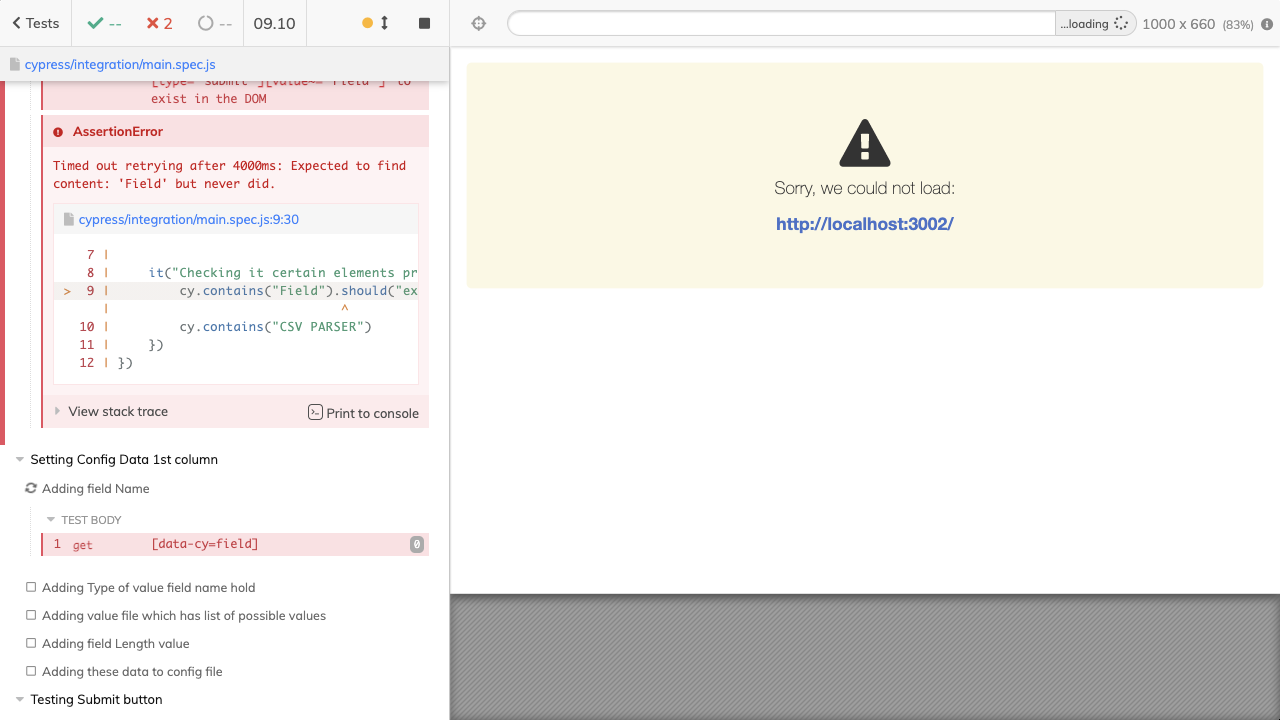 Tests
--
2
--
09.10
...loading
1000 x 660 (83%)
cypress/integration/main.spec.js
[type="submit"][value~="Field"] to
exist in the DOM
AssertionError
Timed out retrying after 4000ms: Expected to find
content: 'Field' but never did.
cypress/integration/main.spec.js:9:30
7 |
8 | it("Checking it certain elements pr
> 9 | cy.contains("Field").should("ex
| ^
10 | cy.contains("CSV PARSER")
11 | })
12 | })
View stack trace
Print to console
Setting Config Data 1st column
Adding field Name
TEST BODY
1 get [data-cy=field] 0
Adding Type of value field name hold
Adding value file which has list of possible values
Adding field Length value
Adding these data to config file
Testing Submit button
Sorry, we could not load:
http://localhost:3002/